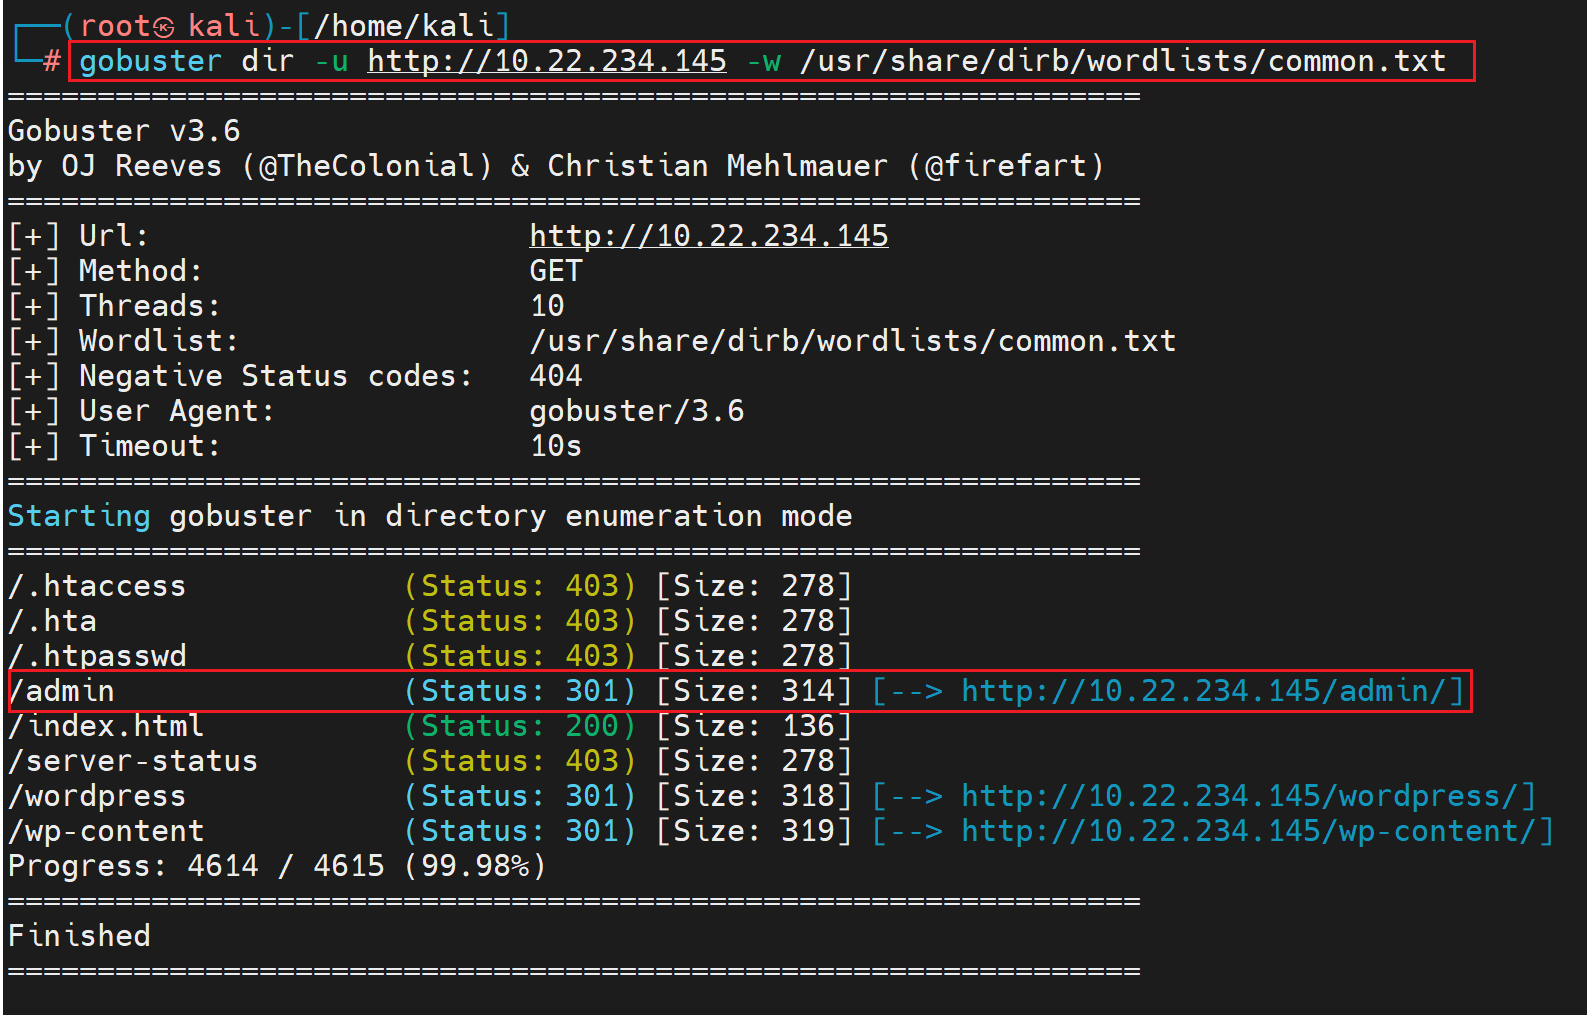 ┌──(root㉿kali)-[/home/kali]
└─# gobuster dir -u http://10.22.234.145 -w /usr/share/dirb/wordlists/common.txt
===============================================================
Gobuster v3.6
by OJ Reeves (@TheColonial) & Christian Mehlmauer (@firefart)
===============================================================
[+] Url:                     http://10.22.234.145
[+] Method:                  GET
[+] Threads:                 10
[+] Wordlist:                /usr/share/dirb/wordlists/common.txt
[+] Negative Status codes:   404
[+] User Agent:              gobuster/3.6
[+] Timeout:                 10s
===============================================================
Starting gobuster in directory enumeration mode
===============================================================
/.htaccess            (Status: 403) [Size: 278]
/.hta                 (Status: 403) [Size: 278]
/.htpasswd            (Status: 403) [Size: 278]
/admin                (Status: 301) [Size: 314] [--> http://10.22.234.145/admin/]
/index.html           (Status: 200) [Size: 136]
/server-status        (Status: 403) [Size: 278]
/wordpress            (Status: 301) [Size: 318] [--> http://10.22.234.145/wordpress/]
/wp-content           (Status: 301) [Size: 319] [--> http://10.22.234.145/wp-content/]
Progress: 4614 / 4615 (99.98%)
===============================================================
Finished
===============================================================